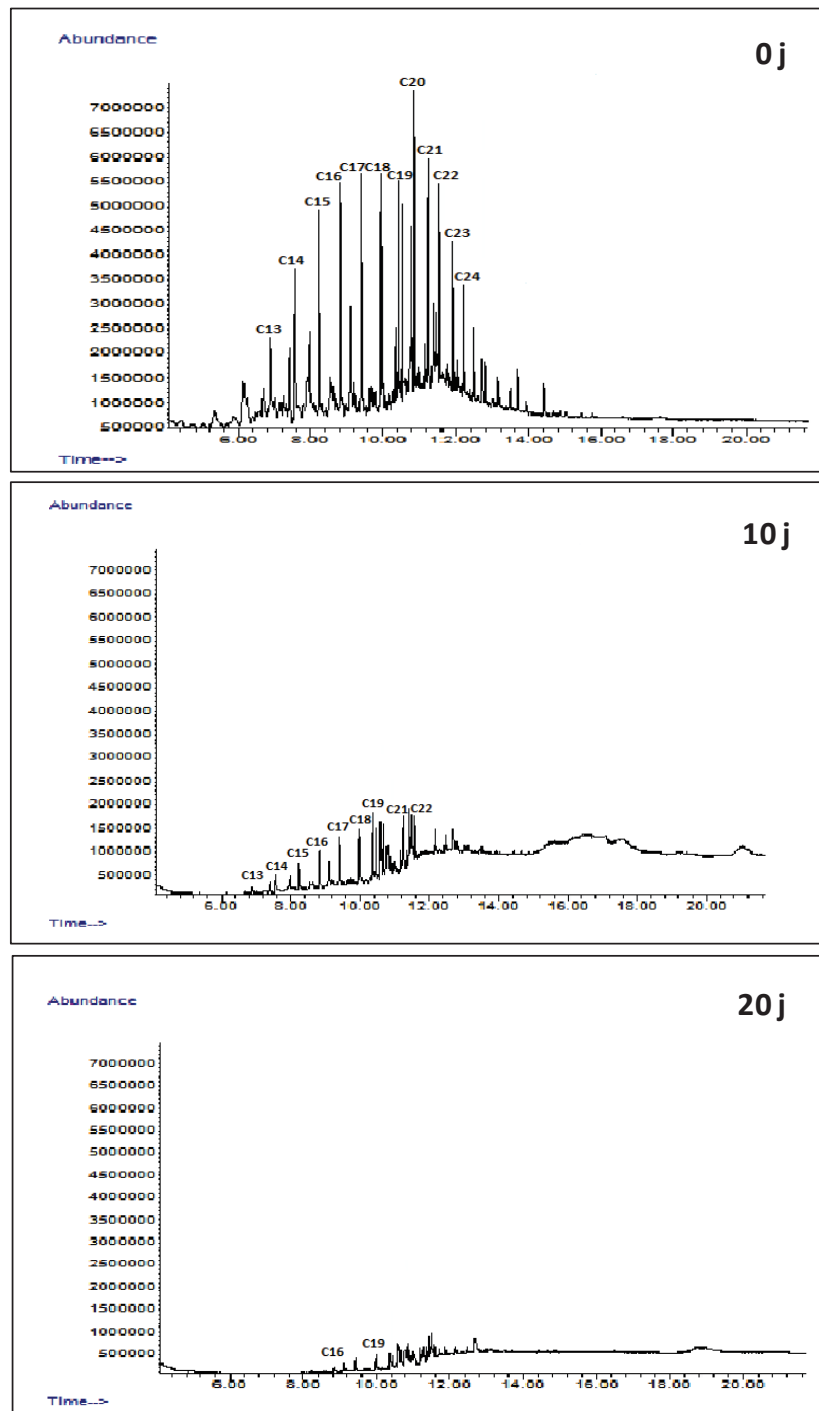 Abundance
0 j
C20
7000000
6500000
6000000
C21
5500000
C16
C17
C18
C19
C22
5000000
C15
4500000
C23
4000000
C14
3500000
C24
3000000
2500000
C13
2000000
1500000
1000000
500000
6.00 8.00 10.00 12.00 14.00 16.00 18.00 20.00
Time-->
Abundance
10 j
7000000
6500000
6000000
5500000
5000000
4500000
4000000
3500000
3000000
2500000
2000000
C19
1500000
C17
C18
C21
C22
1000000
C15
C16
500000
C13
C14
6.00 8.00 10.00 12.00 14.00 16.00 18.00 20.00
Time-->
Abundance
20 j
7000000
6500000
6000000
5500000
5000000
4500000
4000000
3500000
3000000
2500000
2000000
1500000
1000000
500000
C16
C19
6.00 8.00 10.00 12.00 14.00 16.00 18.00 20.00
Time-->